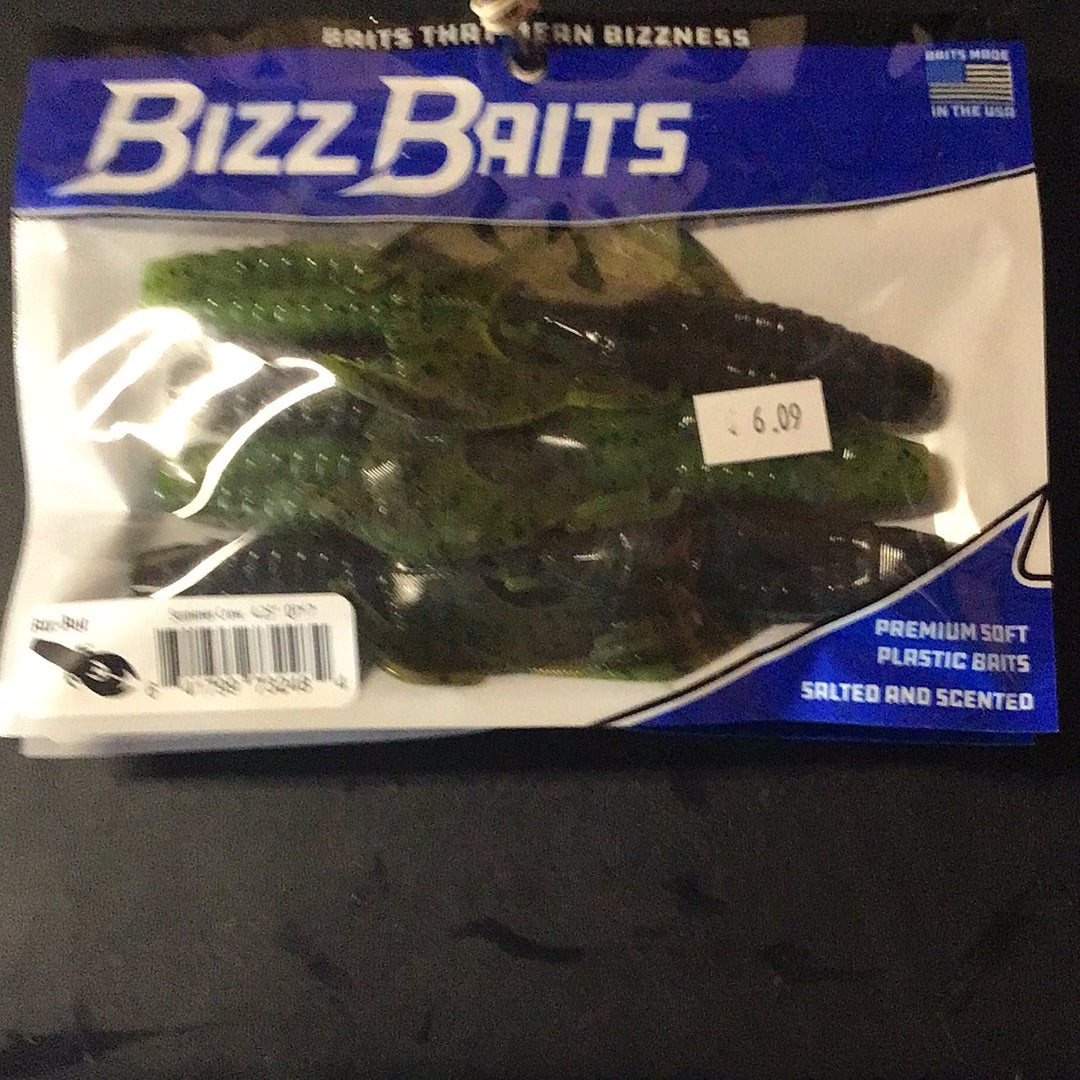 BAITS THAT MEAN BIZZNESS
BAITS MADE
IN THE USA
BIZZ BAITS
6.09
PREMIUM SOFT
PLASTIC BAITS
SALTED AND SCENTED